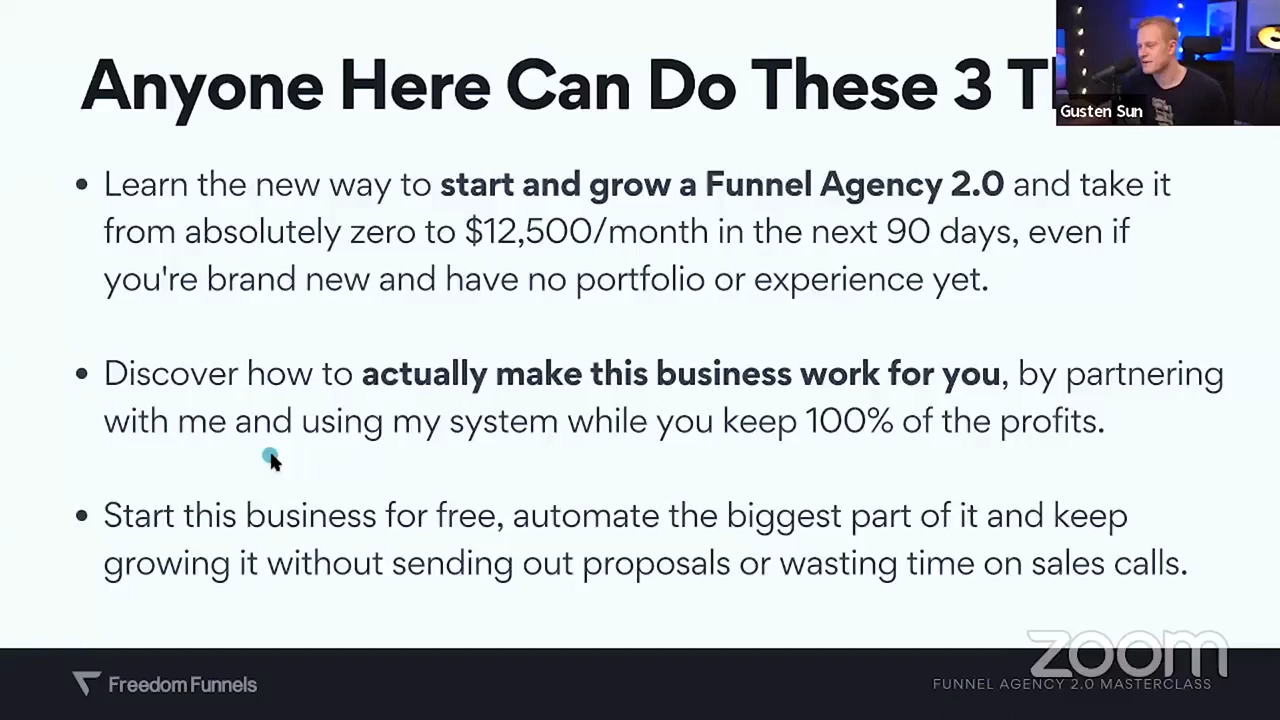 Anyone Here Can Do These 3
Gusten Sun
• Learn the new way to start and grow a Funnel Agency 2.0 and take it
from absolutely zero to $12,500/month in the next 90 days, even if
you're brand new and have no portfolio or experience yet.
• Discover how to actually make this business work for you, by partnering
with me and using my system while you keep 100% of the profits.
• Start this business for free, automate the biggest part of it and keep
growing it without sending out proposals or wasting time on sales calls.
zoom
Freedom Funnels
FUNNEL AGENCY 2.0 MASTERCLASS